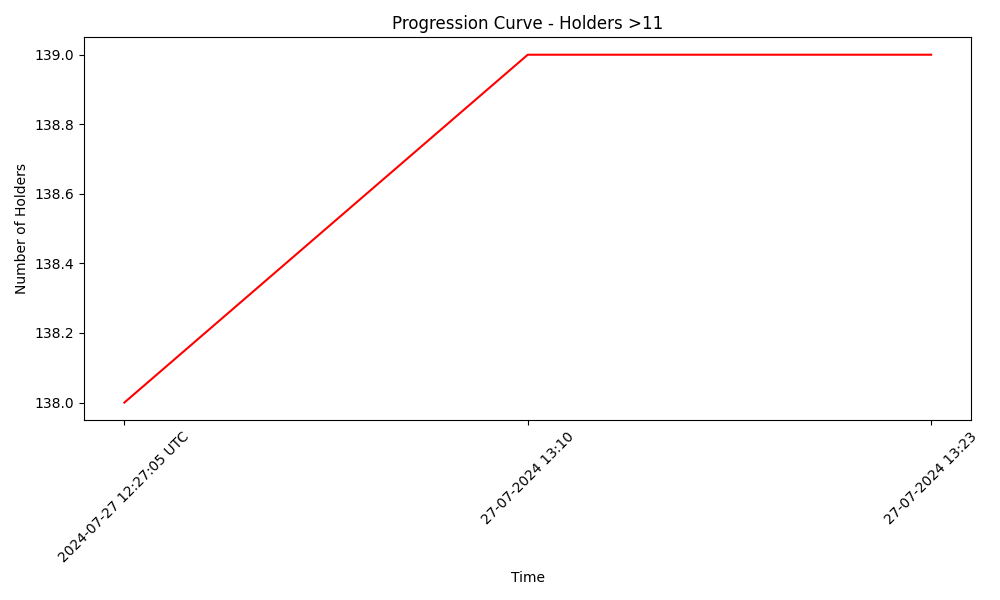 Progression Curve - Holders >11
Number of Holders
139.0
138.8
138.6
138.4
138.2
138.0
2024-07-27 12:27:05 UTC
27-07-2024 13:10
27-07-2024 13:23
Time